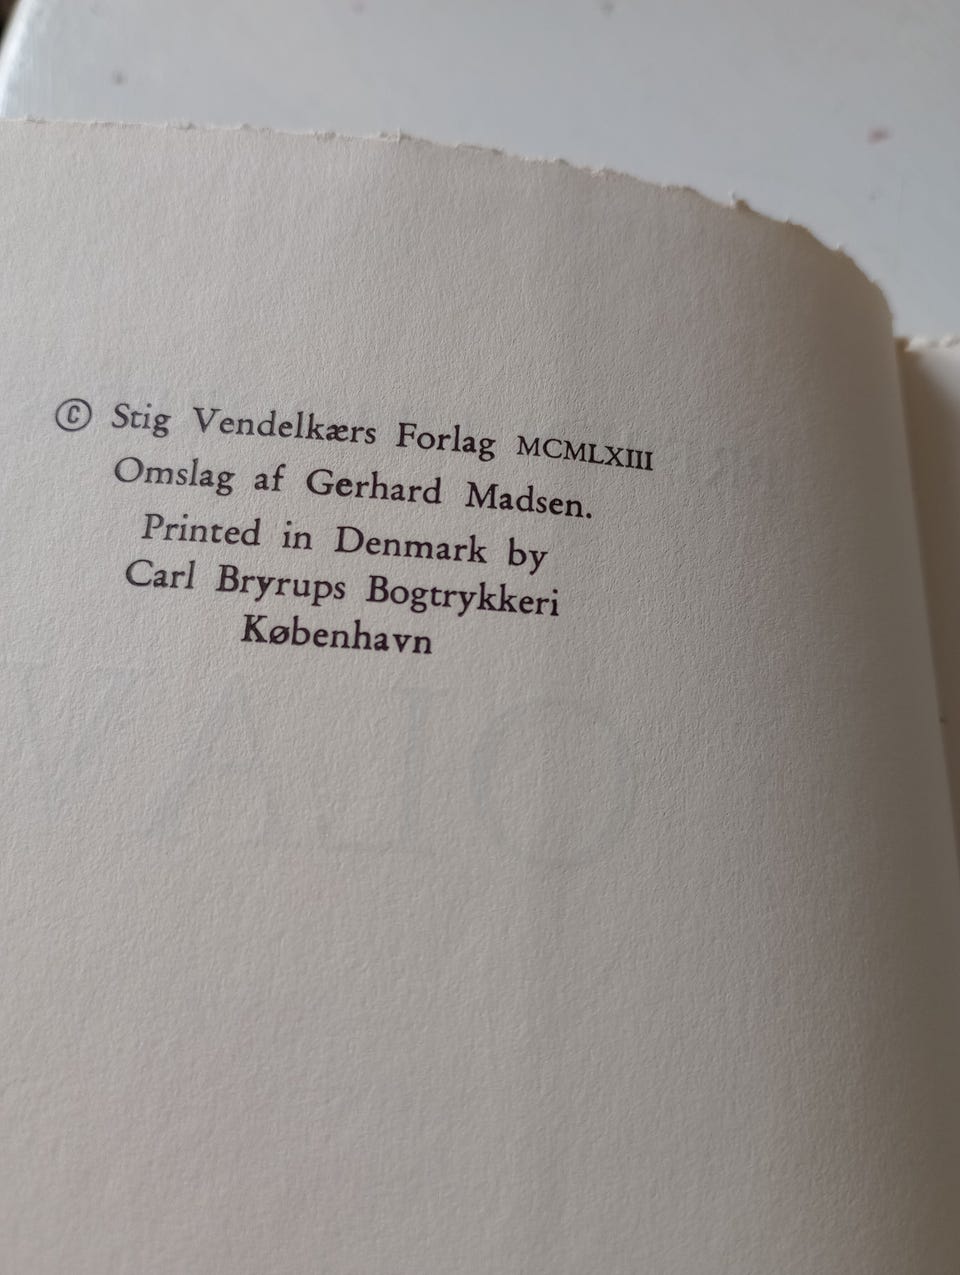 © Stig Vendelkærs Forlag MCMLXIII
Omslag af Gerhard Madsen.
Printed in Denmark by
Carl Bryrups Bogtrykkeri
København